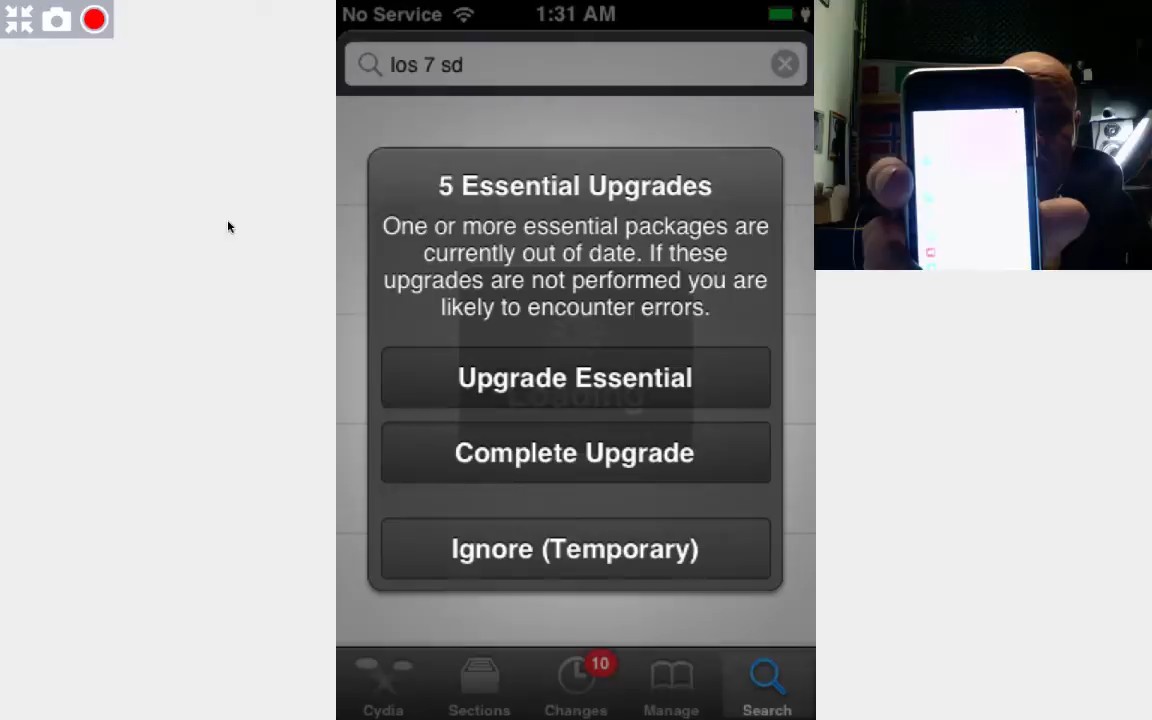 No Service 1:31 AM
Ios 7 sd
5 Essential Upgrades
One or more essential packages are
currently out of date. If these
upgrades are not performed you are
likely to encounter errors.
Upgrade Essential
Loading
Complete Upgrade
Ignore (Temporary)
10
Cydia Sections Changes Manage Search